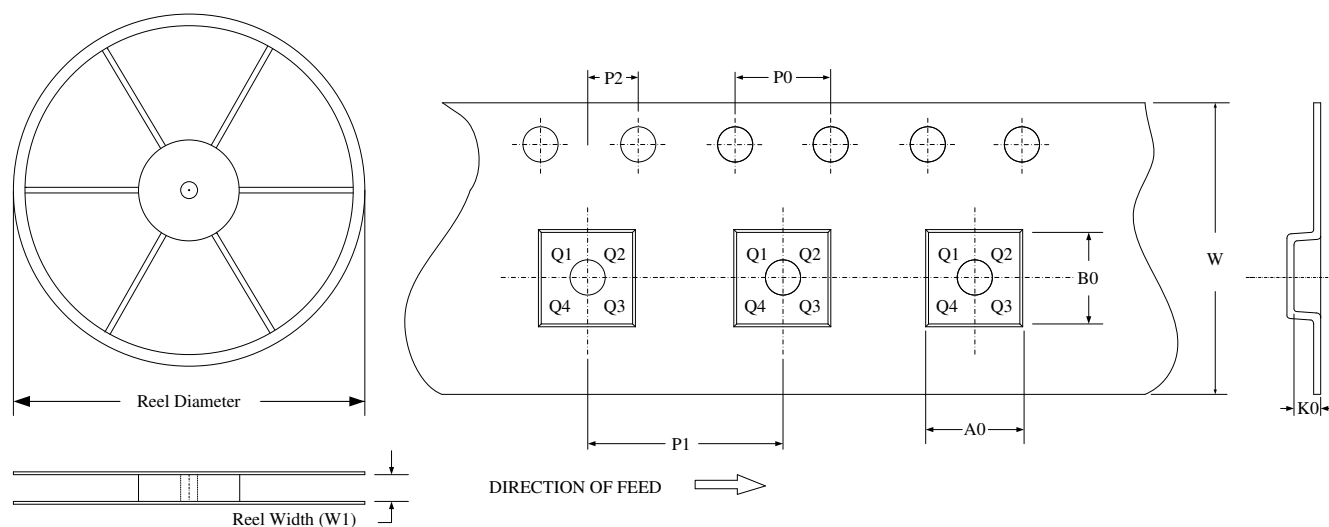 P2
P0
Q1 Q2
Q4 Q3
Q1 Q2
Q4 Q3
Q1 Q2
Q4 Q3
B0
W
K0
Reel Diameter
P1
A0
DIRECTION OF FEED
Reel Width (W1)